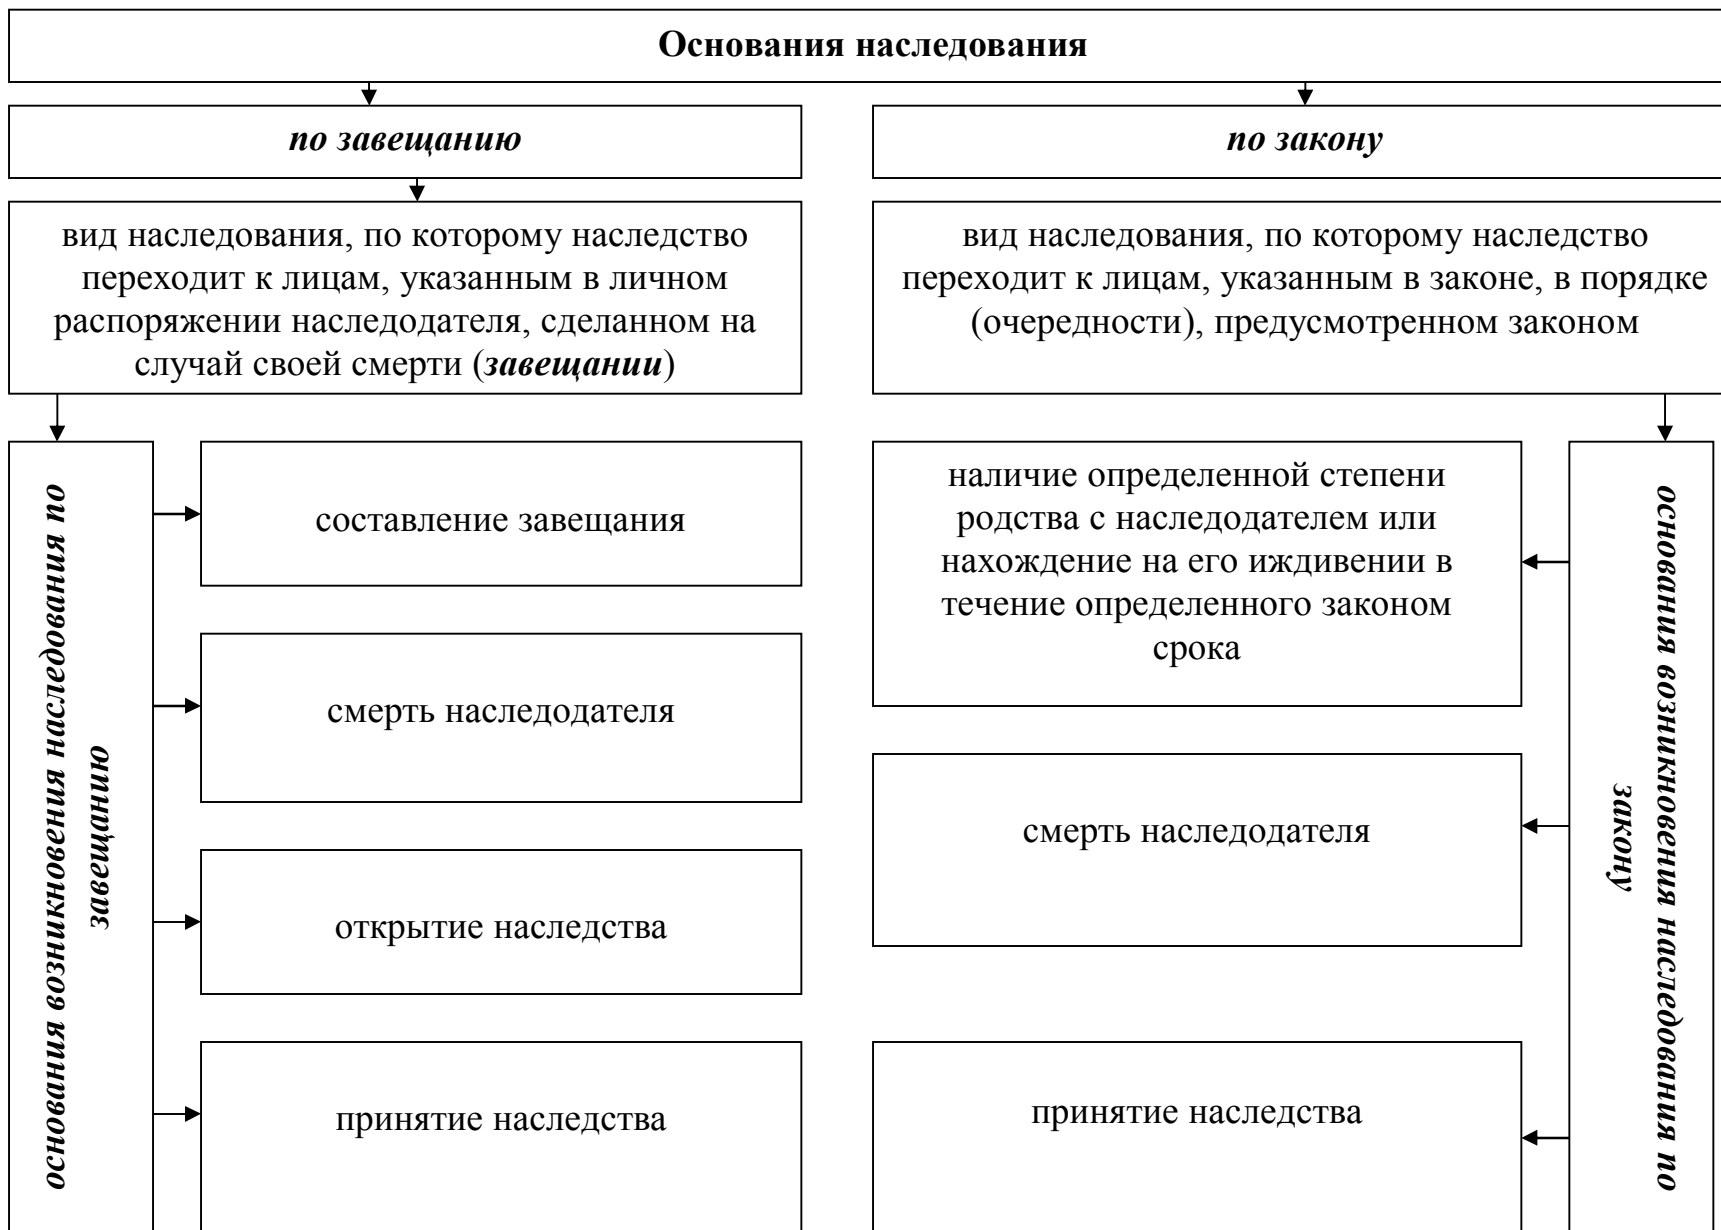 Основания наследования
по завещанию
по закону
вид наследования, по которому наследство
переходит к лицам, указанным в личном
распоряжении наследодателя, сделанном на
случай своей смерти (завещании)
вид наследования, по которому наследство
переходит к лицам, указанным в законе, в порядке
(очередности), предусмотренном законом
основания возникновения наследования по
завещанию
составление завещания
смерть наследодателя
открытие наследства
принятие наследства
наличие определенной степени
родства с наследодателем или
нахождение на его иждивении в
течение определенного законом
срока
смерть наследодателя
принятие наследства
основания возникновения наследования по
закону